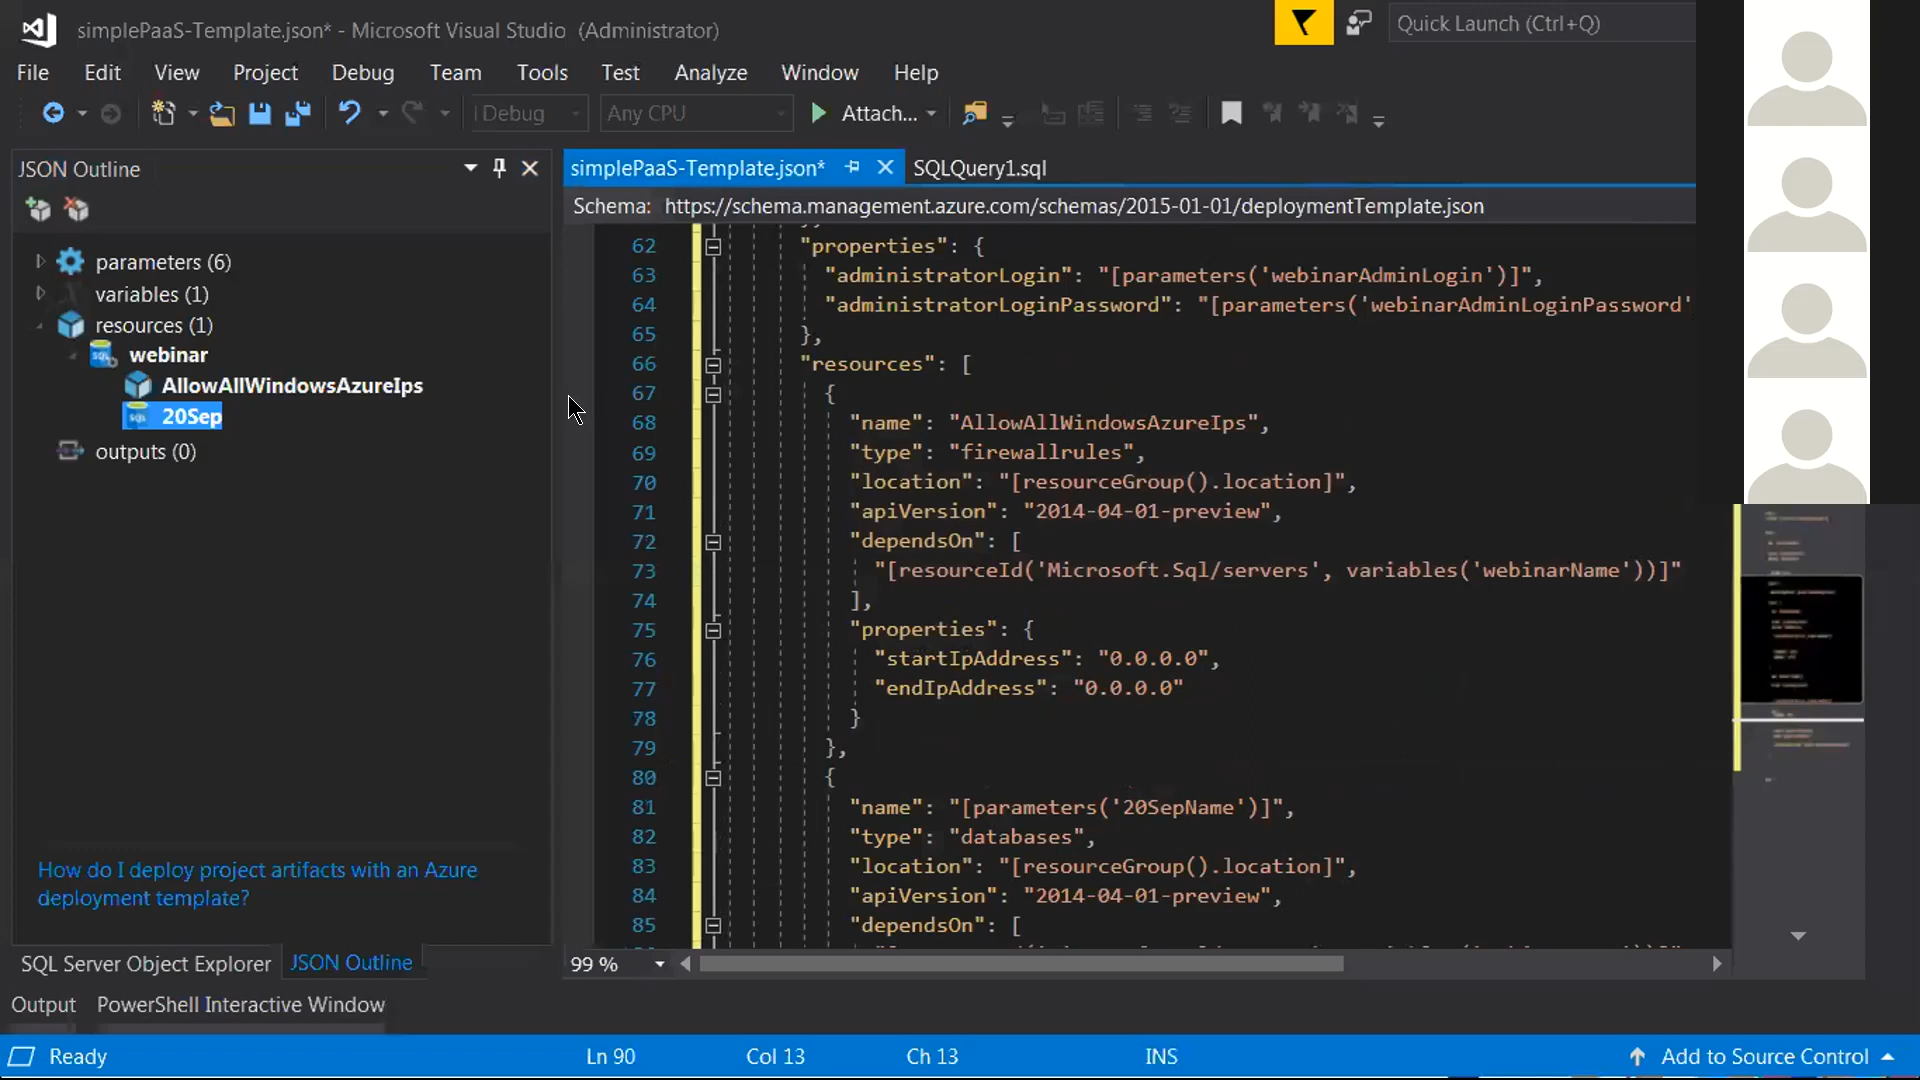 simplePaaS-Template.json* - Microsoft Visual Studio (Administrator)
Quick Launch (Ctrl+Q)
File Edit View Project Debug Team Tools Test Analyze Window Help
Debug Any CPU Attach...
JSON Outline
simplePaaS-Template.json* SQLQuery1.sql
Schema: https://schema.management.azure.com/schemas/2015-01-01/deploymentTemplate.json
parameters (6)
variables (1)
resources (1)
webinar
AllowAllWindowsAzureIps
20Sep
outputs (0)
62 "properties": {
63 "administratorLogin": "[parameters('webinarAdminLogin')]",
64 "administratorLoginPassword": "[parameters('webinarAdminLoginPassword'
65 },
66 "resources": [
67 {
68 "name": "AllowAllWindowsAzureIps",
69 "type": "firewallrules",
70 "location": "[resourceGroup().location]",
71 "apiVersion": "2014-04-01-preview",
72 "dependsOn": [
73 "[resourceId('Microsoft.Sql/servers', variables('webinarName'))]"
74 ],
75 "properties": {
76 "startIpAddress": "0.0.0.0",
77 "endIpAddress": "0.0.0.0"
78 }
79 },
80 {
81 "name": "[parameters('20SepName')]",
82 "type": "databases",
83 "location": "[resourceGroup().location]",
84 "apiVersion": "2014-04-01-preview",
85 "dependsOn": [
How do I deploy project artifacts with an Azure
deployment template?
SQL Server Object Explorer JSON Outline
99 %
Output PowerShell Interactive Window
Ready Ln 90 Col 13 Ch 13 INS Add to Source Control